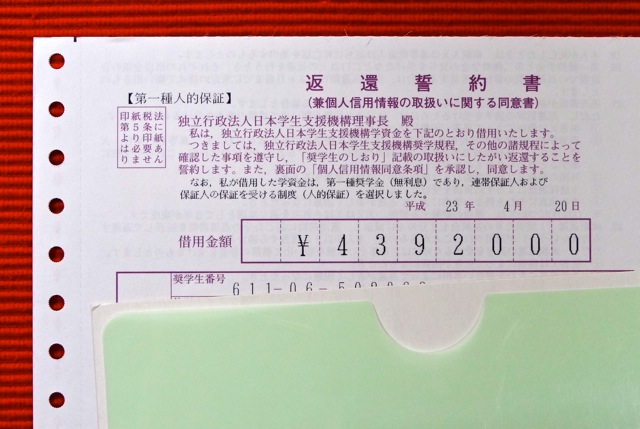 返還誓約書
(兼個人信用情報の取扱いに関する同意書)
【第一種人的保証】
印紙税法
第5条に
より印紙
は必要あ
りません
独立行政法人日本学生支援機構理事長 殿
私は、独立行政法人日本学生支援機構学資金を下記のとおり借用いたします。
つきましては、独立行政法人日本学生支援機構奨学規程、その他の諸規程によって
確認した事項を遵守し、「奨学生のしおり」記載の取扱いにしたがい返還することを
誓約します。また、裏面の「個人信用情報同意条項」を承認し、同意します。
なお、私が借用した学資金は、第一種奨学金(無利息)であり、連帯保証人および
保証人の保証を受ける制度(人的保証)を選択しました。
平成 23 年 4 月 20 日
借用金額 ¥4392000
奨学生番号
611-06-